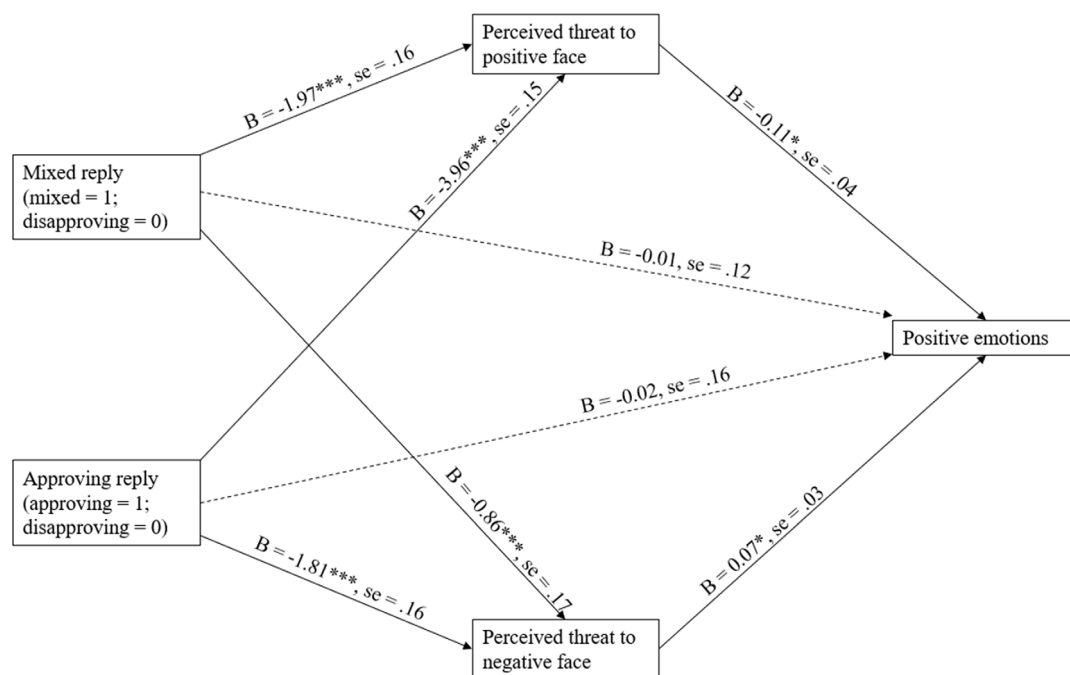 Perceived threat to
positive face
B = -1.97***, se = .16
B = -3.96***, se = .15
B = -0.11*, se = .04
Mixed reply
(mixed = 1;
disapproving = 0)
B = -0.01, se = .12
Positive emotions
B = -0.02, se = .16
Approving reply
(approving = 1;
disapproving = 0)
B = -0.86***, se = .17
B = -1.81***, se = .16
B = 0.07*, se = .03
Perceived threat to
negative face